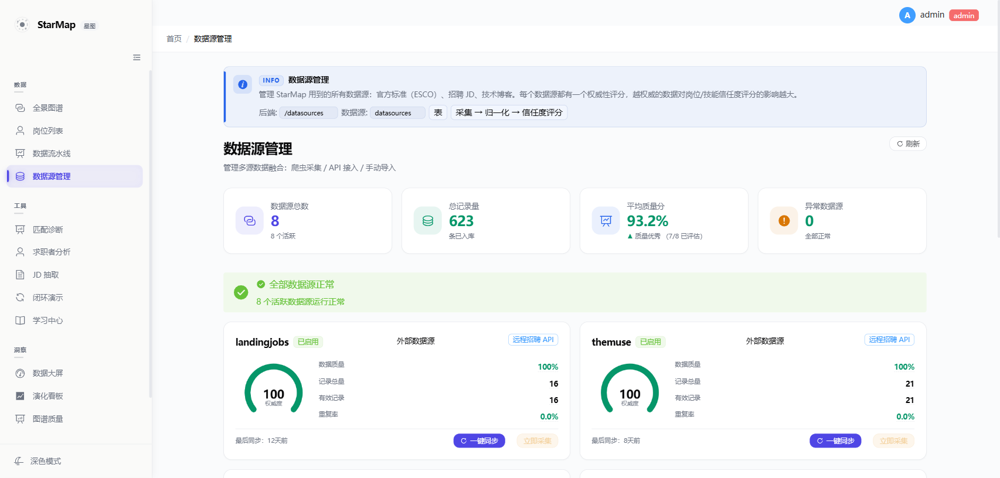 StarMap 星图
A admin admin
首页 / 数据源管理
数据
全景图谱
岗位列表
数据流水线
数据源管理
工具
匹配诊断
求职者分析
JD 抽取
闭环演示
学习中心
洞察
数据大屏
演化看板
图谱质量
深色模式
INFO 数据源管理
管理 StarMap 用到的所有数据源：官方标准（ESCO）、招聘 JD、技术博客。每个数据源都有一个权威性评分，越权威的数据对岗位/技能信任度评分的影响越大。
后端: /datasources 数据源: datasources 表 采集 → 归一化 → 信任度评分
数据源管理
刷新
管理多源数据融合：爬虫采集 / API 接入 / 手动导入
数据源总数
8
8 个活跃
总记录量
623
条已入库
平均质量分
93.2%
▲ 质量优秀 (7/8 已评估)
异常数据源
0
全部正常
全部数据源正常
8 个活跃数据源运行正常
landingjobs 已启用 外部数据源 远程招聘 API
100
权威度
数据质量 100%
记录总量 16
有效记录 16
重复率 0.0%
最后同步：12天前 一键同步 立即采集
themuse 已启用 外部数据源 远程招聘 API
100
权威度
数据质量 100%
记录总量 21
有效记录 21
重复率 0.0%
最后同步：8天前 一键同步 立即采集